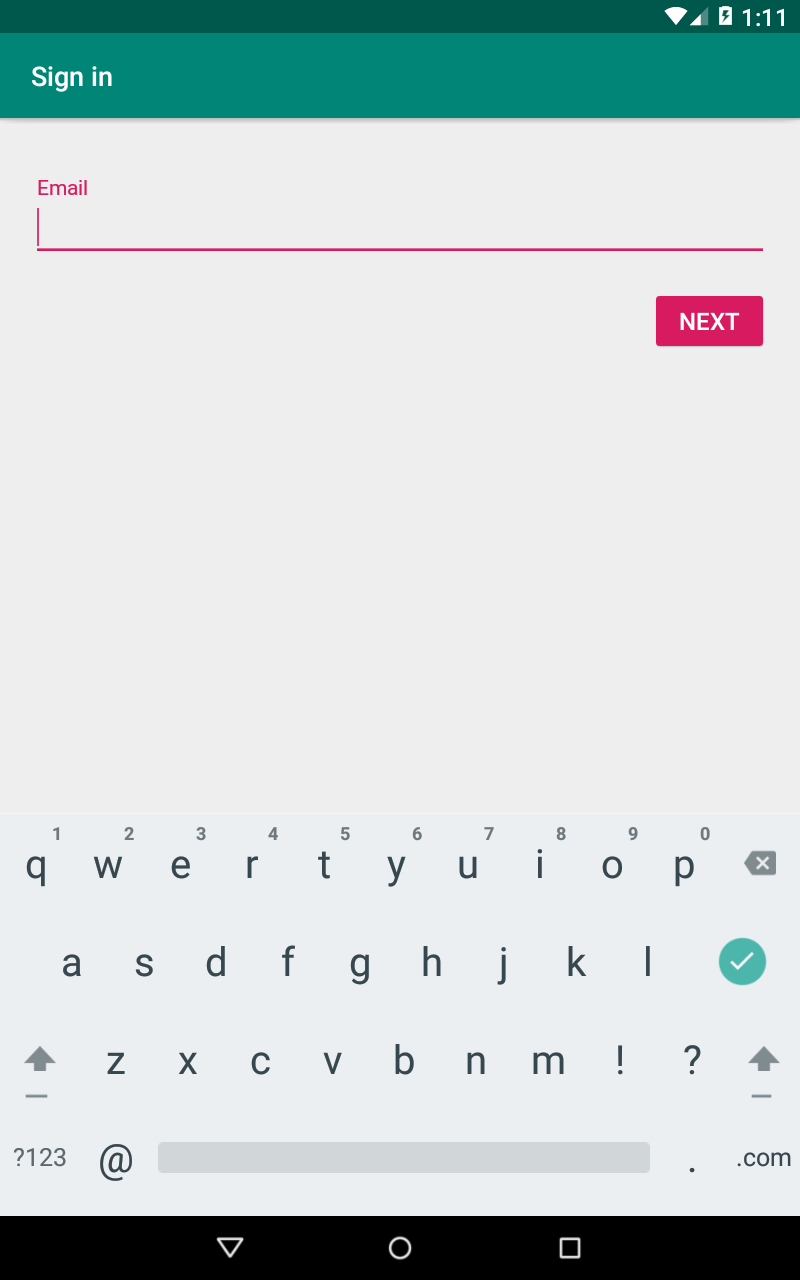 1:11
Sign in
Email
NEXT
1 2 3 4 5 6 7 8 9 0
q w e r t y u i o p
a s d f g h j k l
z x c v b n m ! ?
?123 @ . .com